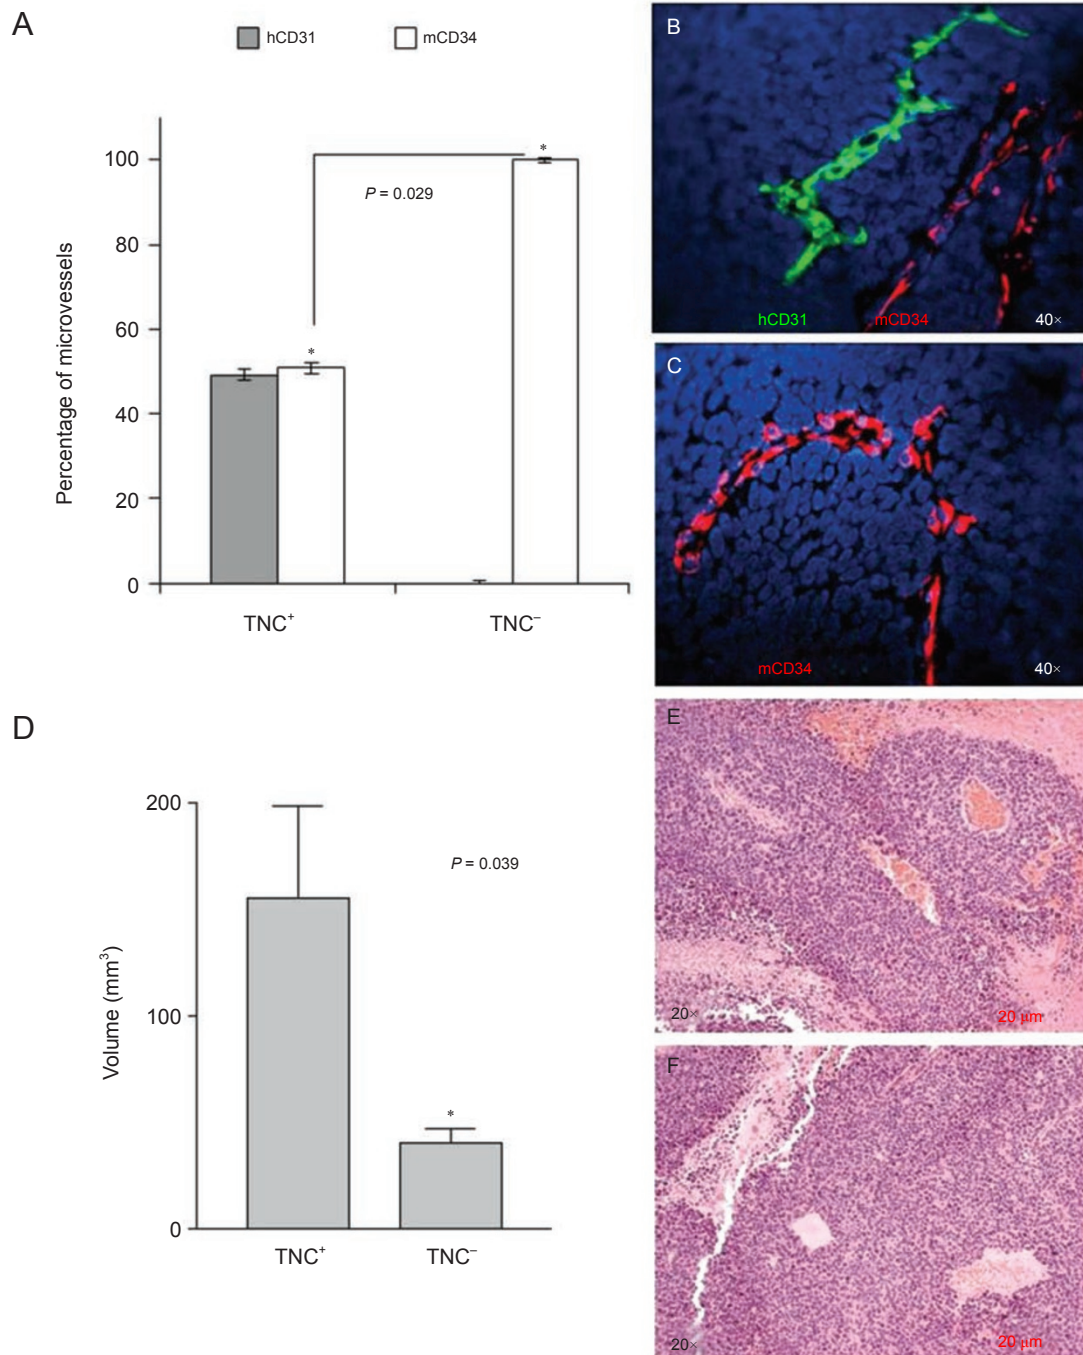 A
hCD31 mCD34
Percentage of microvessels
100
80
60
40
20
0
*
*
P = 0.029
TNC⁺ TNC⁻
B
hCD31 mCD34 40×
C
mCD34 40×
D
Volume (mm³)
200
100
0
P = 0.039
*
TNC⁺ TNC⁻
E
20× 20 µm
F
20× 20 µm